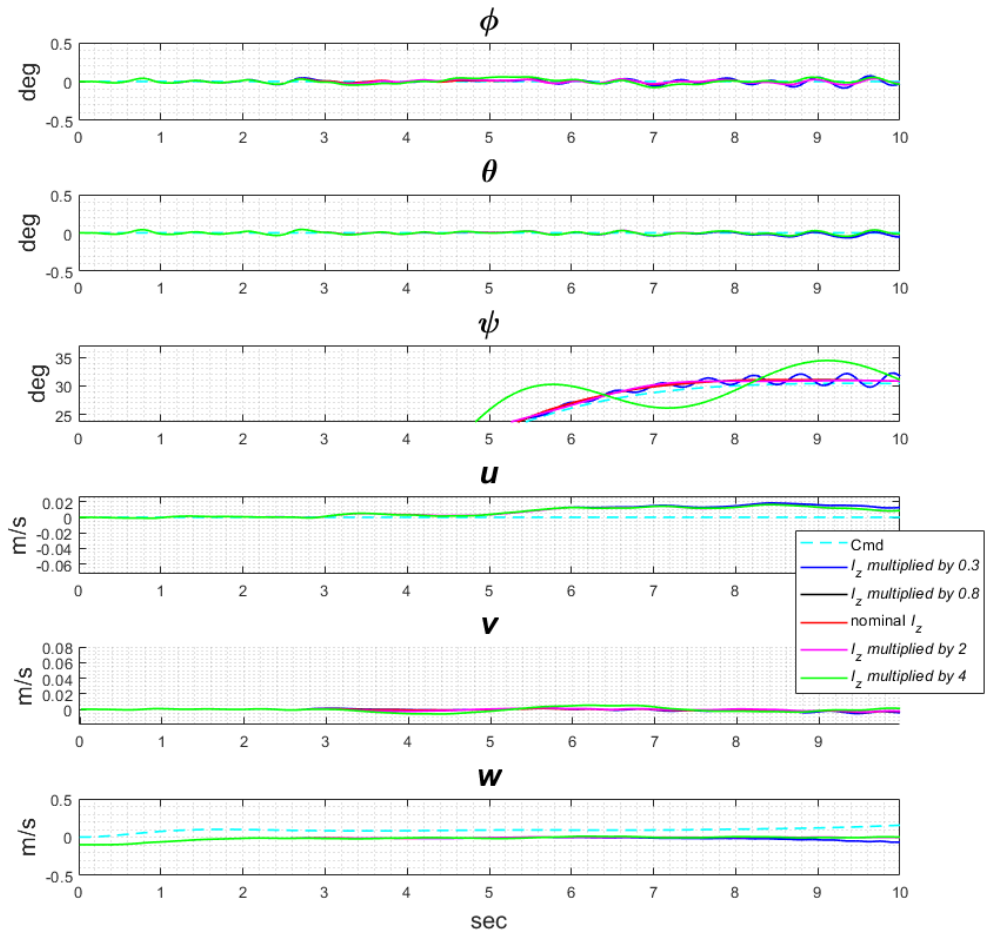 ϕ
deg
0.5
0
-0.5
0 1 2 3 4 5 6 7 8 9 10
θ
deg
0.5
0
-0.5
0 1 2 3 4 5 6 7 8 9 10
ψ
deg
35
30
25
0 1 2 3 4 5 6 7 8 9 10
u
m/s
0.02
0
-0.02
-0.04
-0.06
0 1 2 3 4 5 6 7 8
Cmd
I_z multiplied by 0.3
I_z multiplied by 0.8
nominal I_z
I_z multiplied by 2
I_z multiplied by 4
v
m/s
0.08
0.06
0.04
0.02
0
0 1 2 3 4 5 6 7 8 9
w
m/s
0.5
0
-0.5
0 1 2 3 4 5 6 7 8 9 10
sec